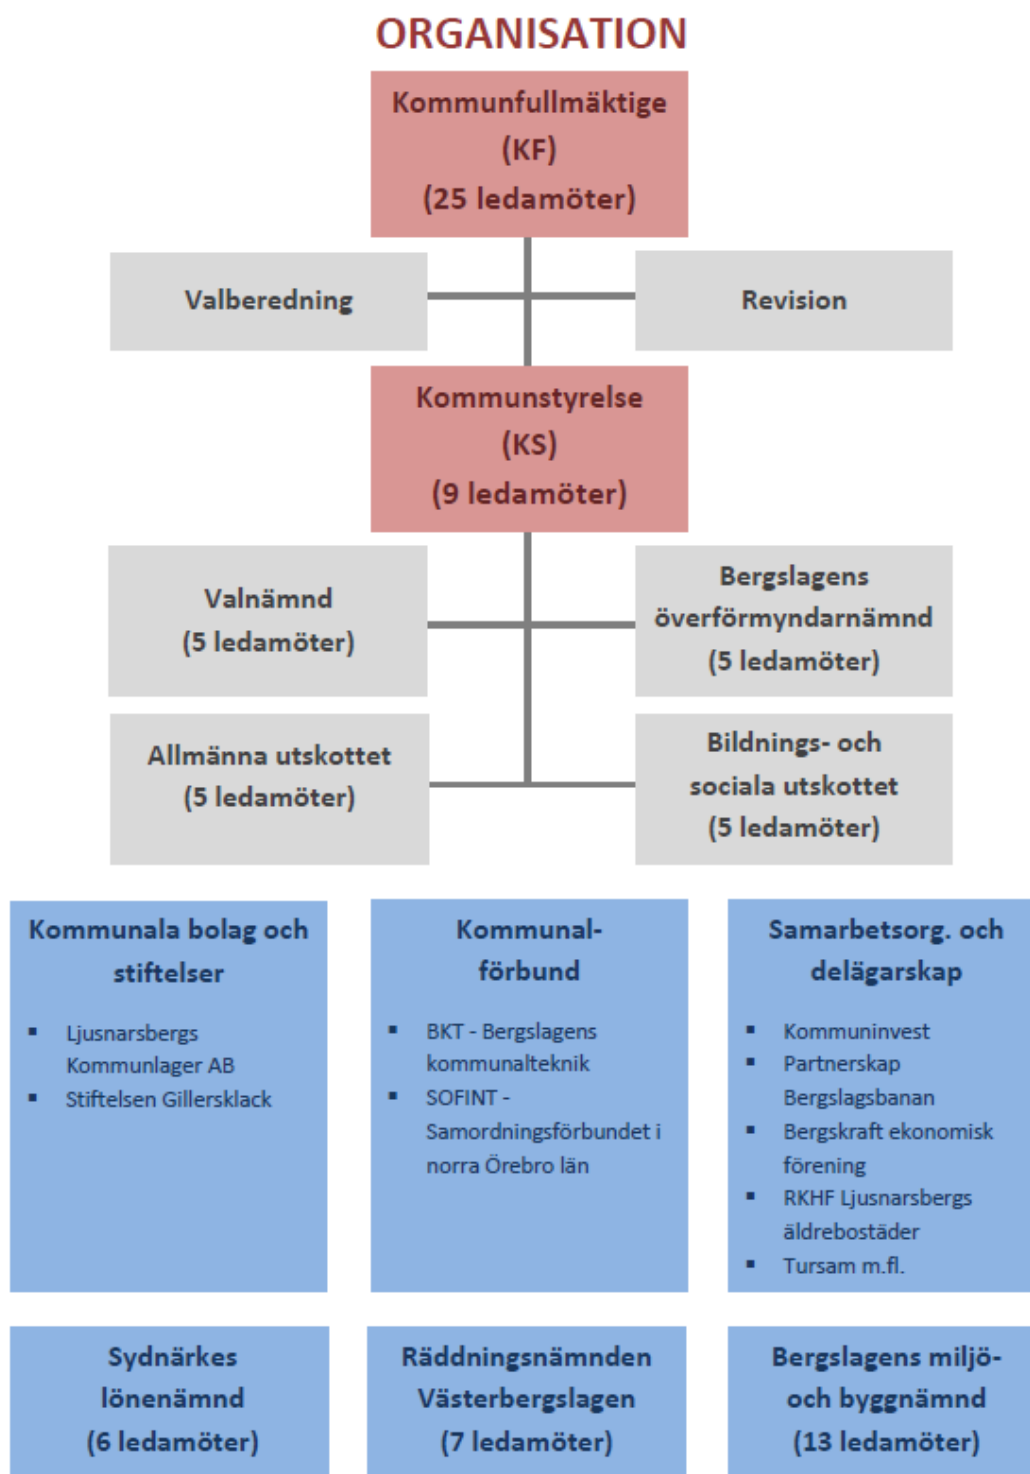 ORGANISATION
Kommunfullmäktige
(KF)
(25 ledamöter)
Valberedning
Revision
Kommunstyrelse
(KS)
(9 ledamöter)
Valnämnd
(5 ledamöter)
Bergslagens
överförmyndarnämnd
(5 ledamöter)
Allmänna utskottet
(5 ledamöter)
Bildnings- och
sociala utskottet
(5 ledamöter)
Kommunala bolag och
stiftelser
▪ Ljusnarsbergs
Kommunlager AB
▪ Stiftelsen Gillersklack
Kommunal-
förbund
▪ BKT - Bergslagens
kommunalteknik
▪ SOFINT -
Samordningsförbundet i
norra Örebro län
Samarbetsorg. och
delägarskap
▪ Kommuninvest
▪ Partnerskap
Bergslagsbanan
▪ Bergskraft ekonomisk
förening
▪ RKHF Ljusnarsbergs
äldrebostäder
▪ Tursam m.fl.
Sydnärkes
lönenämnd
(6 ledamöter)
Räddningsnämnden
Västerbergslagen
(7 ledamöter)
Bergslagens miljö-
och byggnämnd
(13 ledamöter)